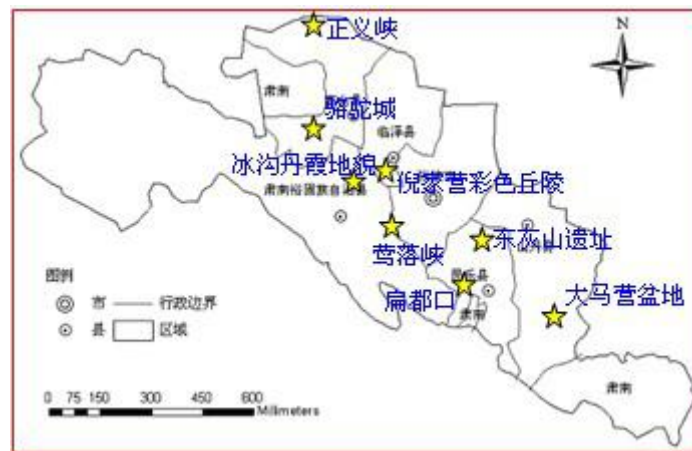 正义峡
N
肃南
骆驼城
临泽县
冰沟丹霞地貌
倪家营彩色丘陵
肃南裕固族自治县
莺落峡
东灰山遗址
山丹县
民乐县
图例
扁都口
大马营盆地
市
行政边界
肃南
县
区域
肃南
0 75 150 300 450 600
Millimeters